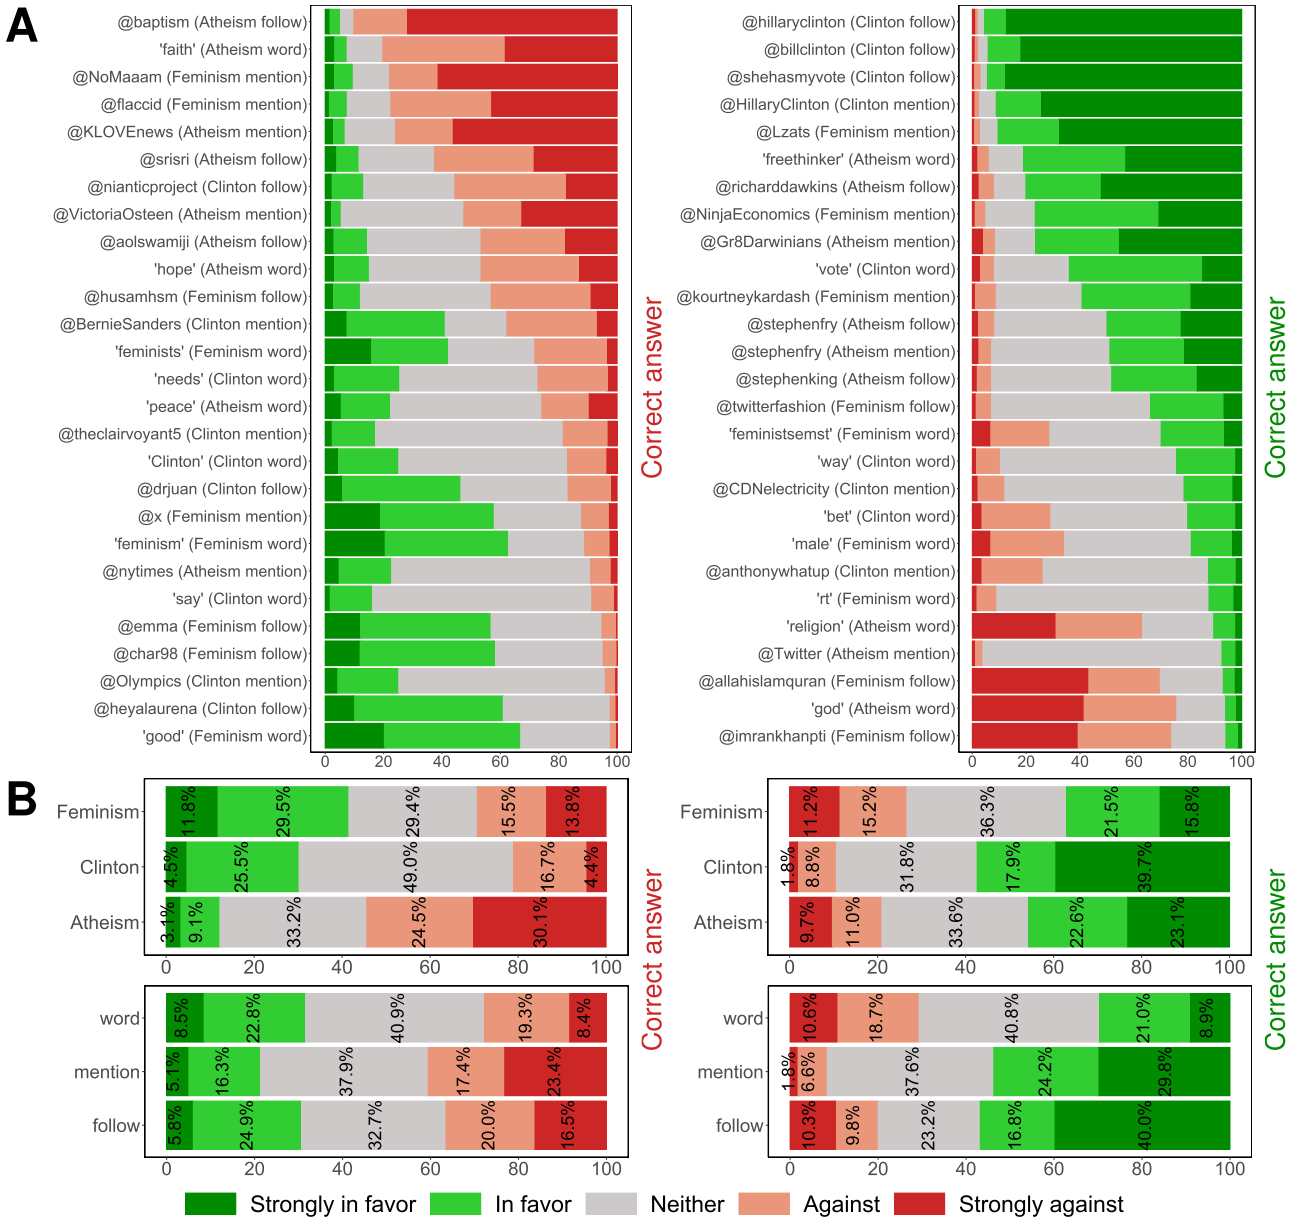 A
@baptism (Atheism follow)
'faith' (Atheism word)
@NoMaaam (Feminism mention)
@flaccid (Feminism mention)
@KLOVEnews (Atheism mention)
@srisri (Atheism follow)
@nianticproject (Clinton follow)
@VictoriaOsteen (Atheism mention)
@aolswamiji (Atheism follow)
'hope' (Atheism word)
@husamhsm (Feminism follow)
@BernieSanders (Clinton mention)
'feminists' (Feminism word)
'needs' (Clinton word)
'peace' (Atheism word)
@theclairvoyant5 (Clinton mention)
'Clinton' (Clinton word)
@drjuan (Clinton follow)
@x (Feminism mention)
'feminism' (Feminism word)
@nytimes (Atheism mention)
'say' (Clinton word)
@emma (Feminism follow)
@char98 (Feminism follow)
@Olympics (Clinton mention)
@heyalaurena (Clinton follow)
'good' (Feminism word)
0 20 40 60 80 100
Correct answer
@hillaryclinton (Clinton follow)
@billclinton (Clinton follow)
@shehasmyvote (Clinton follow)
@HillaryClinton (Clinton mention)
@Lzats (Feminism mention)
'freethinker' (Atheism word)
@richarddawkins (Atheism follow)
@NinjaEconomics (Feminism mention)
@Gr8Darwinians (Atheism mention)
'vote' (Clinton word)
@kourtneykardash (Feminism mention)
@stephenfry (Atheism follow)
@stephenfry (Atheism mention)
@stephenking (Atheism follow)
@twitterfashion (Feminism follow)
'feministsemst' (Feminism word)
'way' (Clinton word)
@CDNelectricity (Clinton mention)
'bet' (Clinton word)
'male' (Feminism word)
@anthonywhatup (Clinton mention)
'rt' (Feminism word)
'religion' (Atheism word)
@Twitter (Atheism mention)
@allahislamquran (Feminism follow)
'god' (Atheism word)
@imrankhanpti (Feminism follow)
0 20 40 60 80 100
Correct answer
B
Feminism 11.8% 29.5% 29.4% 15.5% 13.8%
Clinton 4.5% 25.5% 49.0% 16.7% 4.4%
Atheism 3.1% 9.1% 33.2% 24.5% 30.1%
0 20 40 60 80 100
word 8.5% 22.8% 40.9% 19.3% 8.4%
mention 5.1% 16.3% 37.9% 17.4% 23.4%
follow 5.8% 24.9% 32.7% 20.0% 16.5%
0 20 40 60 80 100
Correct answer
Feminism 11.2% 15.2% 36.3% 21.5% 15.8%
Clinton 1.8% 8.8% 31.8% 17.9% 39.7%
Atheism 9.7% 11.0% 33.6% 22.6% 23.1%
0 20 40 60 80 100
word 10.6% 18.7% 40.8% 21.0% 8.9%
mention 1.8% 6.6% 37.6% 24.2% 29.8%
follow 10.3% 9.8% 23.2% 16.8% 40.0%
0 20 40 60 80 100
Correct answer
Strongly in favor In favor Neither Against Strongly against